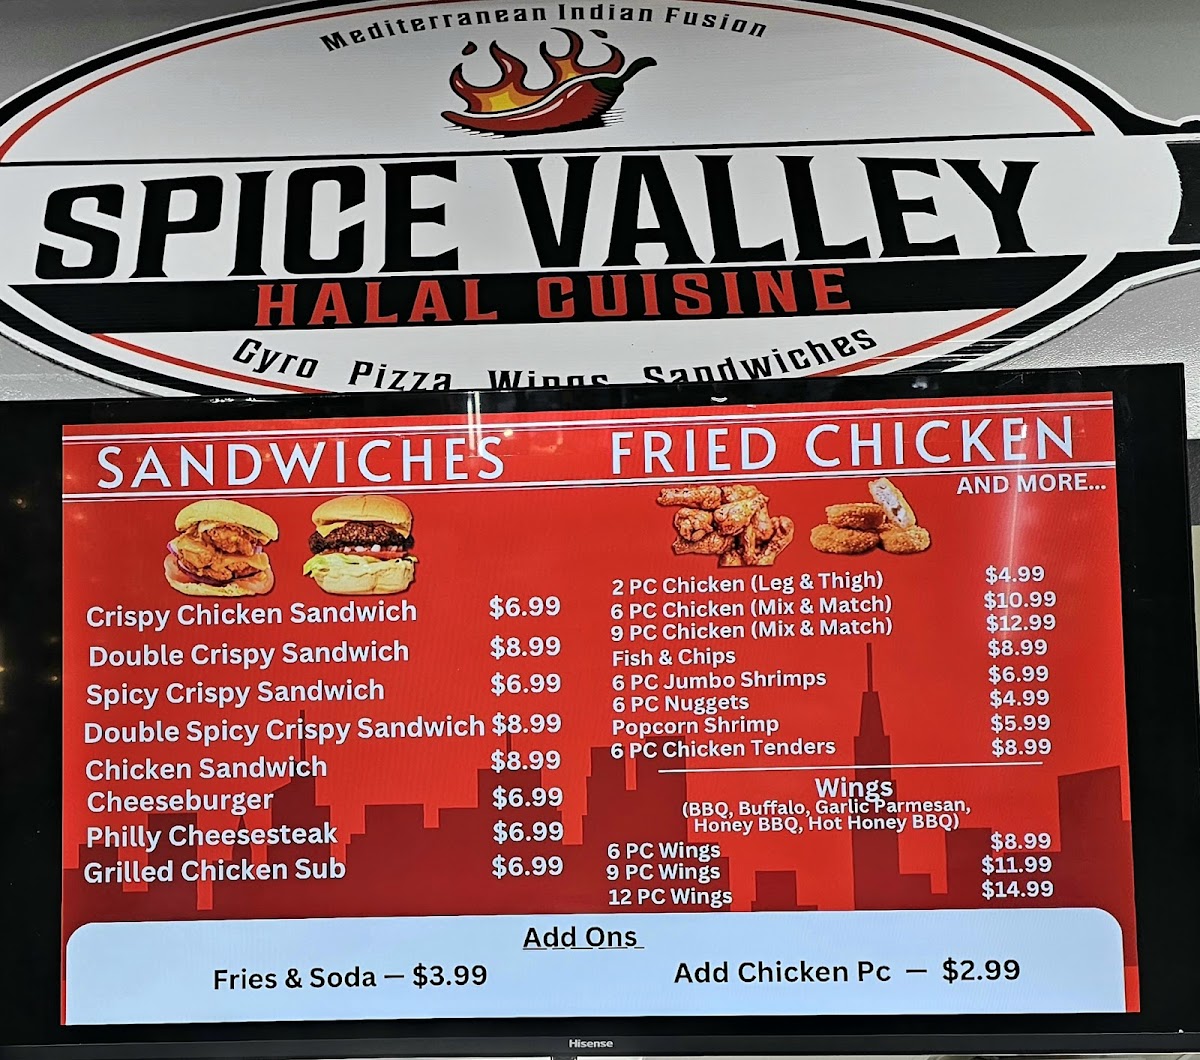 Mediterranean Indian Fusion
SPICE VALLEY
HALAL CUISINE
Gyro Pizza Wings Sandwiches
SANDWICHES
Crispy Chicken Sandwich $6.99
Double Crispy Sandwich $8.99
Spicy Crispy Sandwich $6.99
Double Spicy Crispy Sandwich $8.99
Chicken Sandwich $8.99
Cheeseburger $6.99
Philly Cheesesteak $6.99
Grilled Chicken Sub $6.99
FRIED CHICKEN
AND MORE...
2 PC Chicken (Leg & Thigh) $4.99
6 PC Chicken (Mix & Match) $10.99
9 PC Chicken (Mix & Match) $12.99
Fish & Chips $8.99
6 PC Jumbo Shrimps $6.99
6 PC Nuggets $4.99
Popcorn Shrimp $5.99
6 PC Chicken Tenders $8.99
Wings
(BBQ, Buffalo, Garlic Parmesan,
Honey BBQ, Hot Honey BBQ)
6 PC Wings $8.99
9 PC Wings $11.99
12 PC Wings $14.99
Add Ons
Fries & Soda — $3.99
Add Chicken Pc — $2.99
Hisense